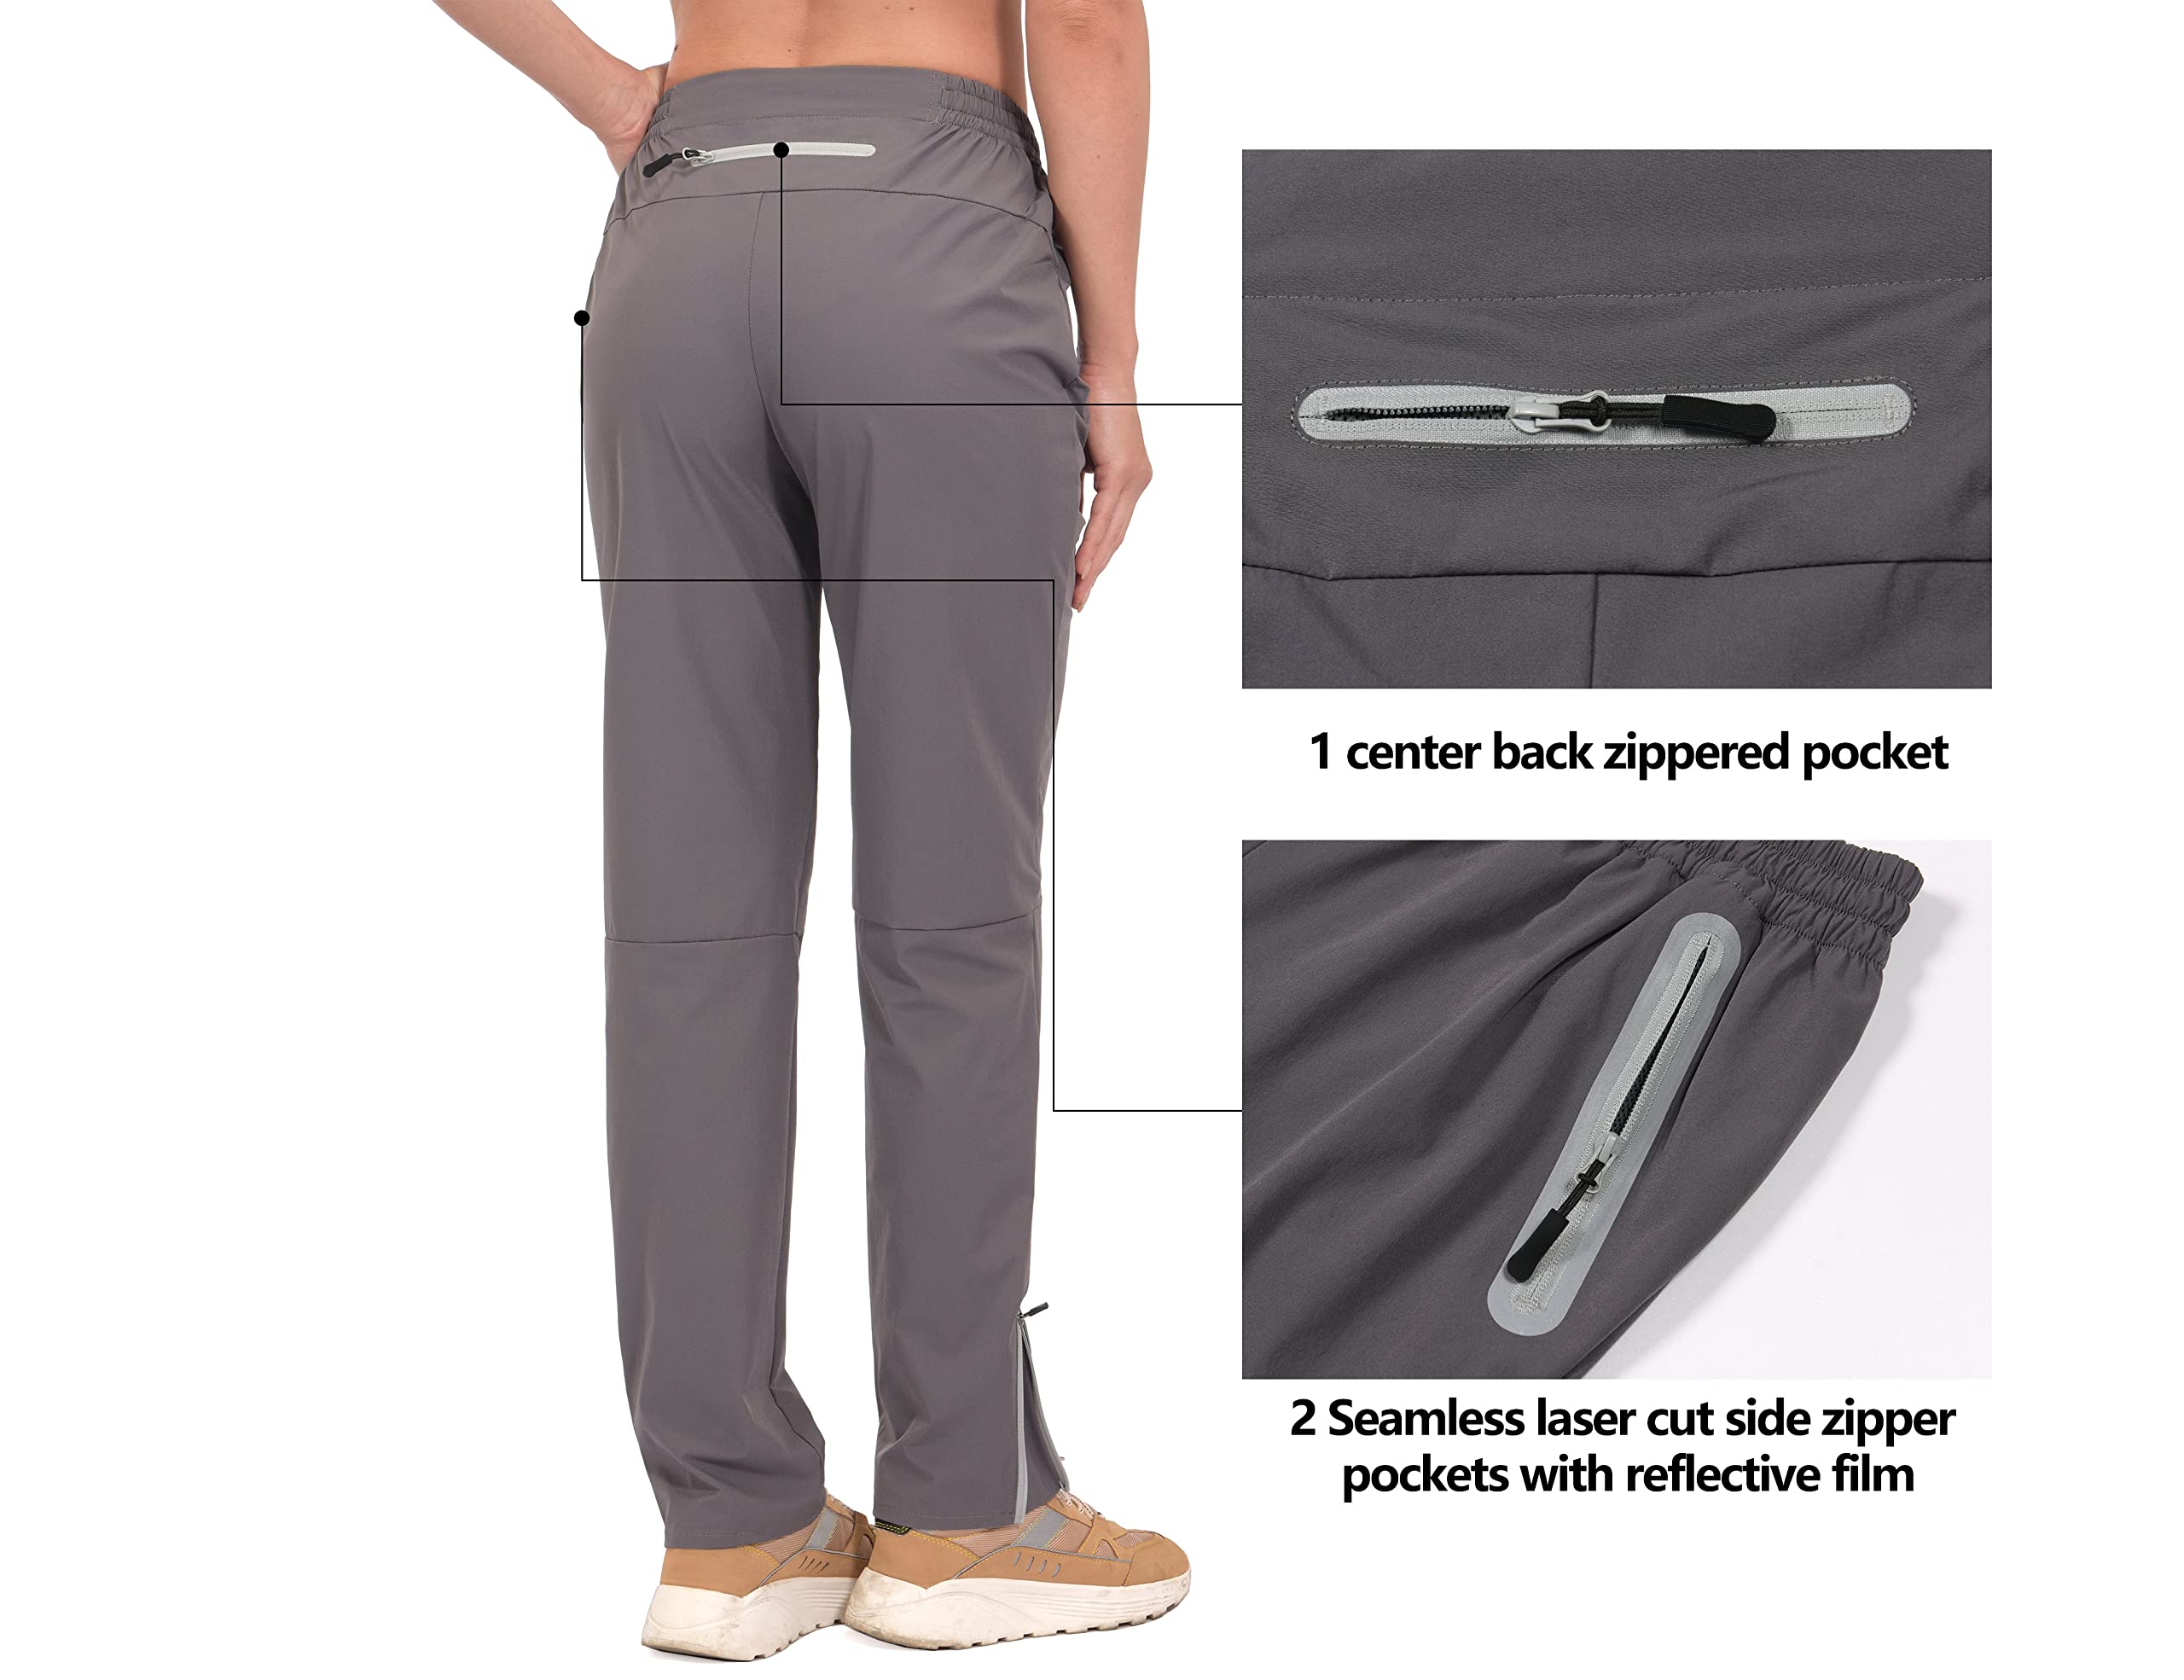 1 center back zippered pocket
2 Seamless laser cut side zipper
pockets with reflective film